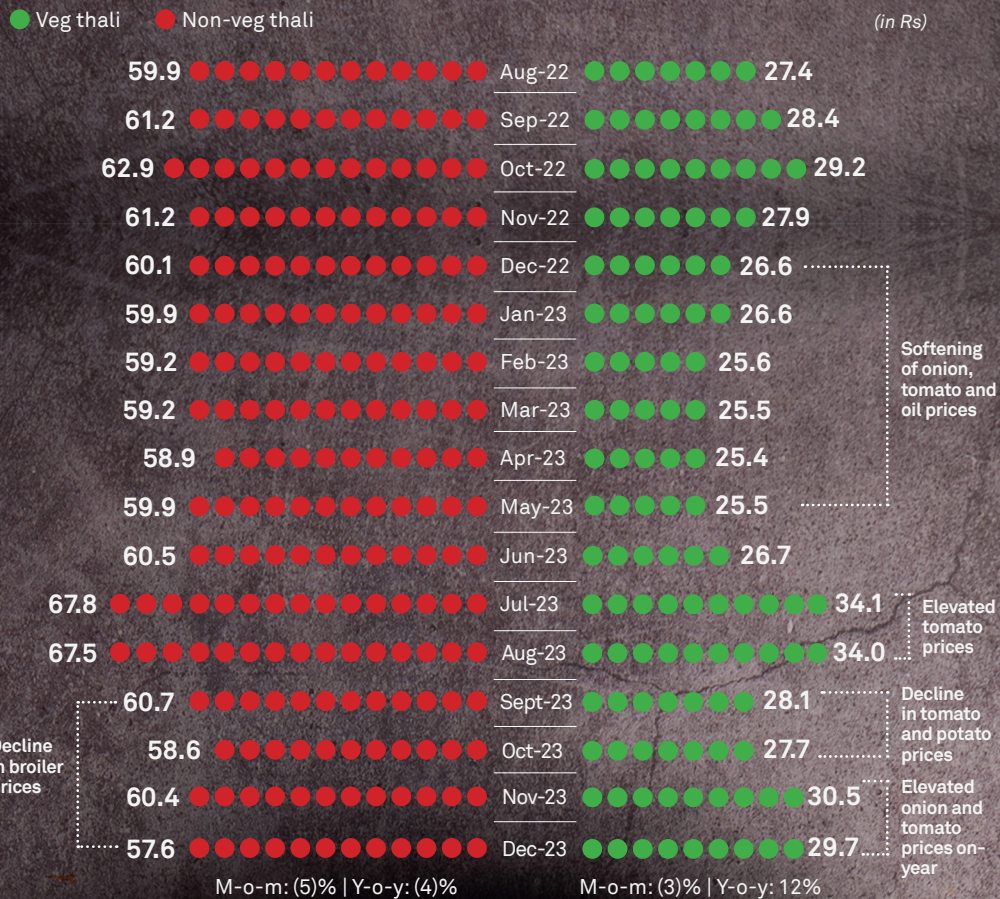 Veg thali Non-veg thali (in Rs)
59.9 Aug-22 27.4
61.2 Sep-22 28.4
62.9 Oct-22 29.2
61.2 Nov-22 27.9
60.1 Dec-22 26.6
59.9 Jan-23 26.6
59.2 Feb-23 25.6
59.2 Mar-23 25.5
58.9 Apr-23 25.4
59.9 May-23 25.5
Softening
of onion,
tomato and
oil prices
60.5 Jun-23 26.7
67.8 Jul-23 34.1
67.5 Aug-23 34.0
Elevated
tomato
prices
60.7 Sept-23 28.1
58.6 Oct-23 27.7
Decline
in tomato
and potato
prices
60.4 Nov-23 30.5
57.6 Dec-23 29.7
ecline
broiler
rices
Elevated
onion and
tomato
prices on-
year
M-o-m: (5)% | Y-o-y: (4)% M-o-m: (3)% | Y-o-y: 12%